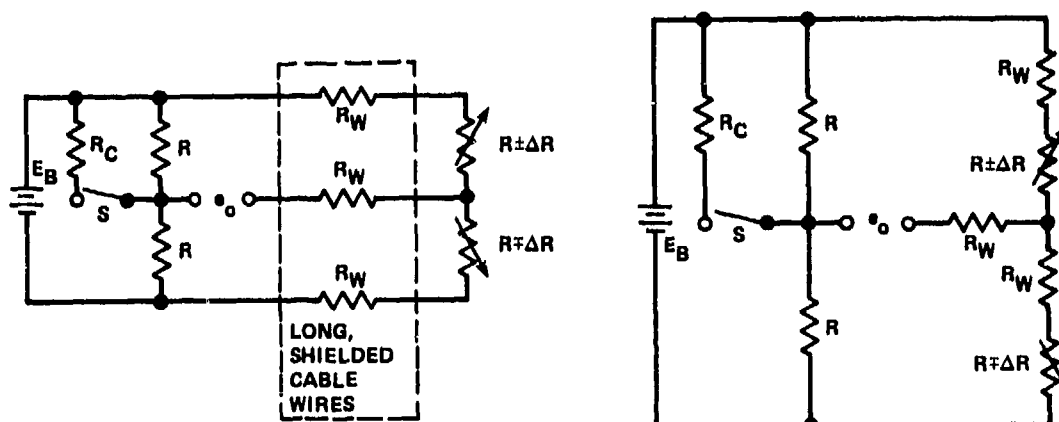 R_W
R_C
R
R±ΔR
E_B
S
e_o
R_W
R
R∓ΔR
R_W
LONG,
SHIELDED
CABLE
WIRES
R_W
R_C
R
R±ΔR
E_B
S
e_o
R_W
R_W
R
R∓ΔR